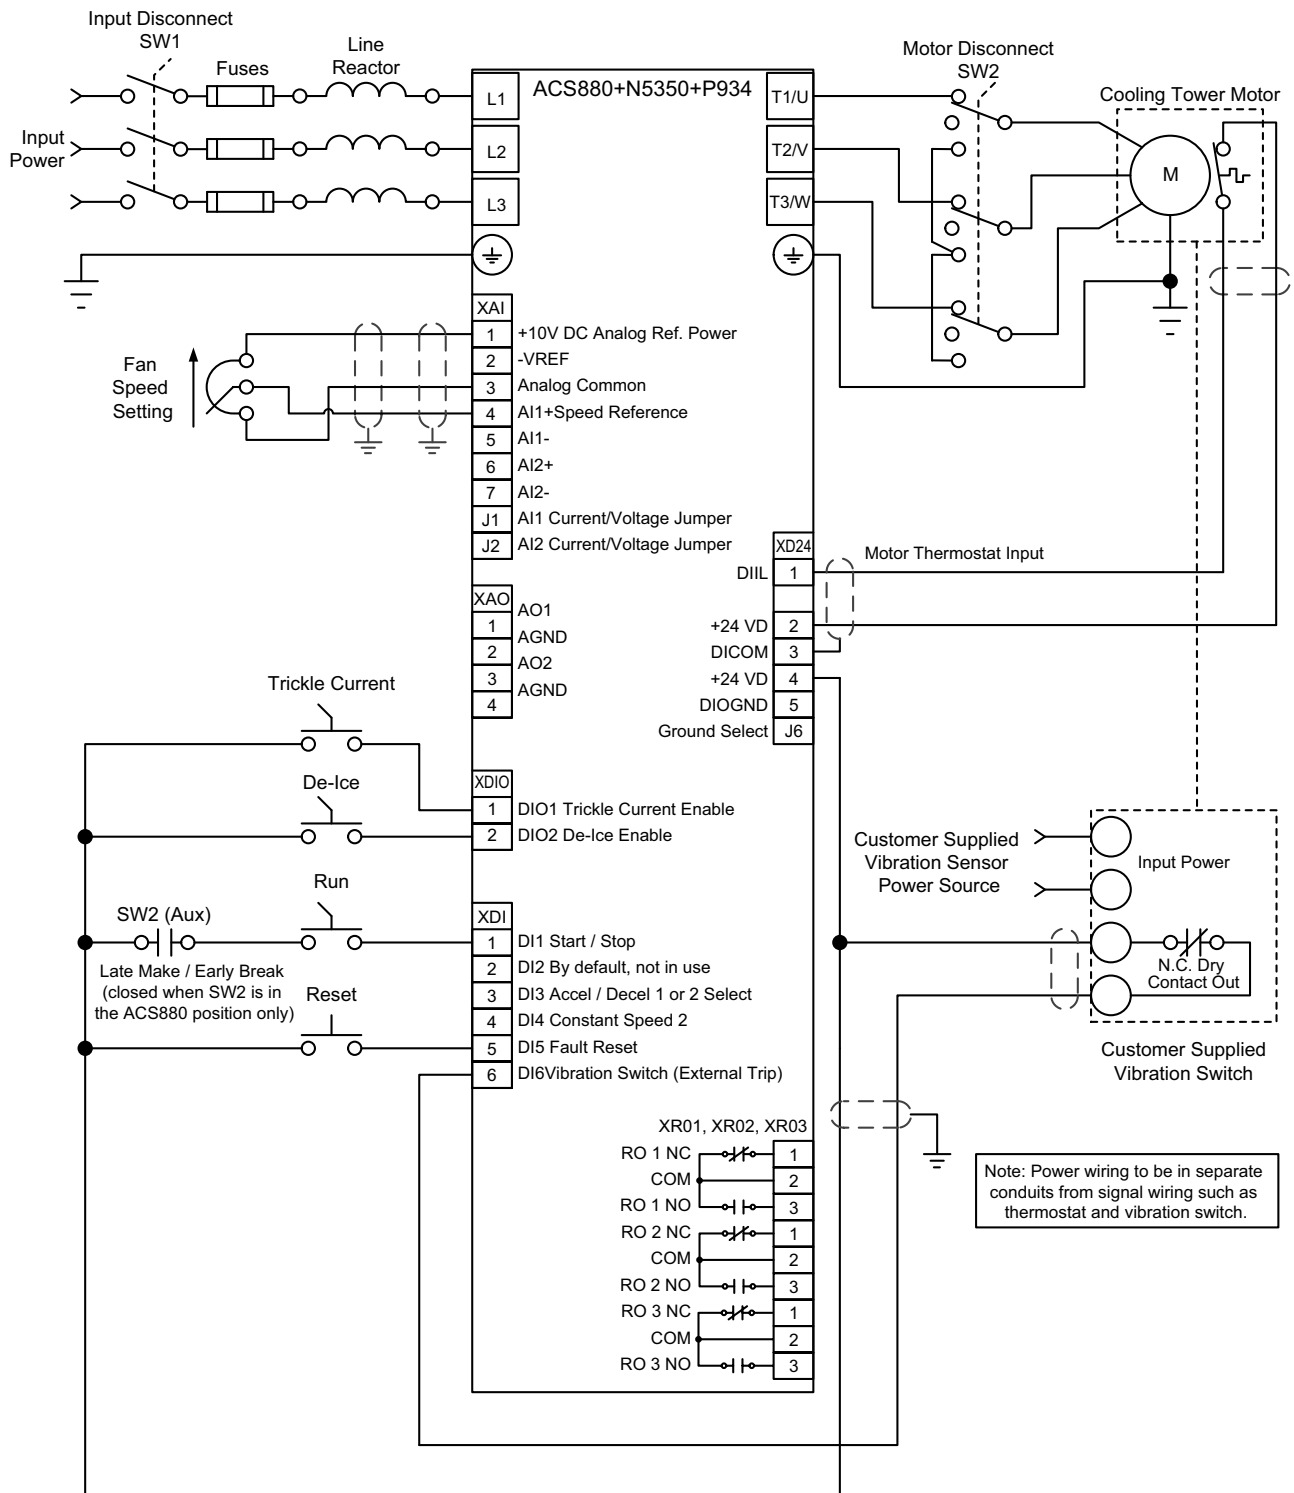 Input Disconnect
SW1
Fuses
Line
Reactor
Input
Power
L1
L2
L3
ACS880+N5350+P934
T1/U
T2/V
T3/W
Motor Disconnect
SW2
Cooling Tower Motor
M
Fan
Speed
Setting
XAI
1 +10V DC Analog Ref. Power
2 -VREF
3 Analog Common
4 AI1+Speed Reference
5 AI1-
6 AI2+
7 AI2-
J1 AI1 Current/Voltage Jumper
J2 AI2 Current/Voltage Jumper
XD24
Motor Thermostat Input
DIIL 1
+24 VD 2
DICOM 3
+24 VD 4
DIOGND 5
Ground Select J6
XAO
AO1
1
AGND
2
AO2
3
AGND
4
Trickle Current
De-Ice
XDIO
1 DIO1 Trickle Current Enable
2 DIO2 De-Ice Enable
Run
SW2 (Aux)
Late Make / Early Break
(closed when SW2 is in
the ACS880 position only)
Reset
XDI
1 DI1 Start / Stop
2 DI2 By default, not in use
3 DI3 Accel / Decel 1 or 2 Select
4 DI4 Constant Speed 2
5 DI5 Fault Reset
6 DI6Vibration Switch (External Trip)
Customer Supplied
Vibration Sensor
Power Source
Input Power
N.C. Dry
Contact Out
Customer Supplied
Vibration Switch
XR01, XR02, XR03
RO 1 NC 1
COM 2
RO 1 NO 3
RO 2 NC 1
COM 2
RO 2 NO 3
RO 3 NC 1
COM 2
RO 3 NO 3
Note: Power wiring to be in separate
conduits from signal wiring such as
thermostat and vibration switch.